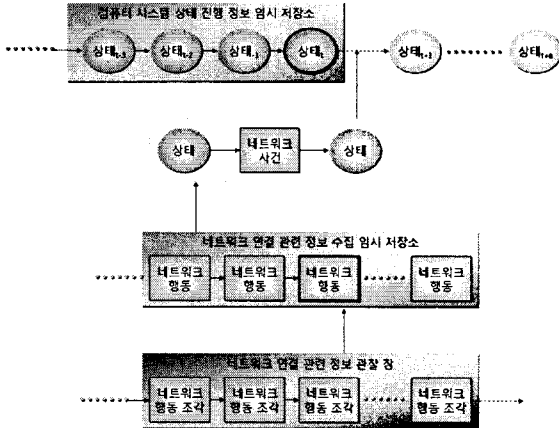 컴퓨터 시스템 상태 진행 정보 임시 저장소
상태t-3 상태t-2 상태t-1 상태t 상태t+1 상태t+n
상태 네트워크 사건 상태
네트워크 연결 관련 정보 수집 임시 저장소
네트워크 행동 네트워크 행동 네트워크 행동 네트워크 행동
네트워크 연결 관련 정보 관찰 창
네트워크 행동 조각 네트워크 행동 조각 네트워크 행동 조각 네트워크 행동 조각